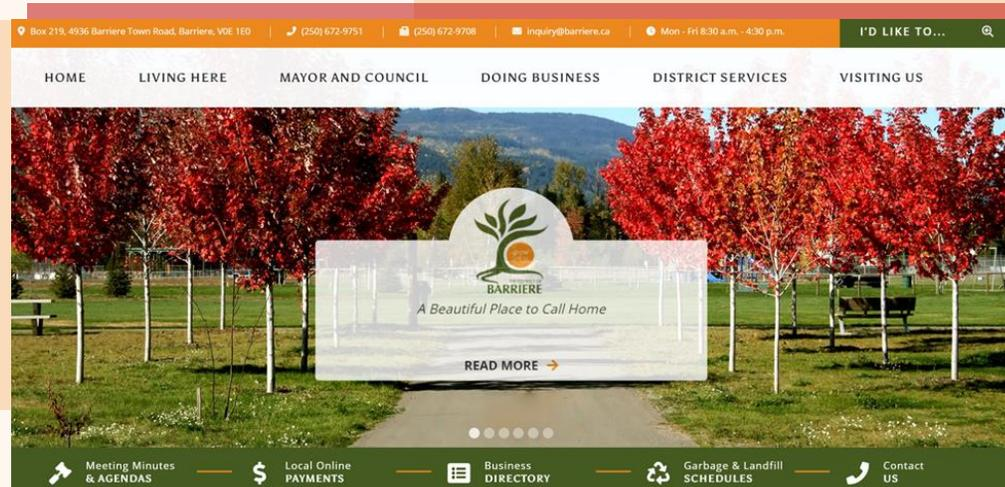 Box 219, 4936 Barriere Town Road, Barriere, V0E 1E0 | (250) 672-9751 | (250) 672-9708 | inquiry@barriere.ca | Mon - Fri 8:30 a.m. - 4:30 p.m. I'D LIKE TO...
HOME LIVING HERE MAYOR AND COUNCIL DOING BUSINESS DISTRICT SERVICES VISITING US
BARRIERE
A Beautiful Place to Call Home
READ MORE →
Meeting Minutes
& AGENDAS
Local Online
PAYMENTS
Business
DIRECTORY
Garbage & Landfill
SCHEDULES
Contact
US